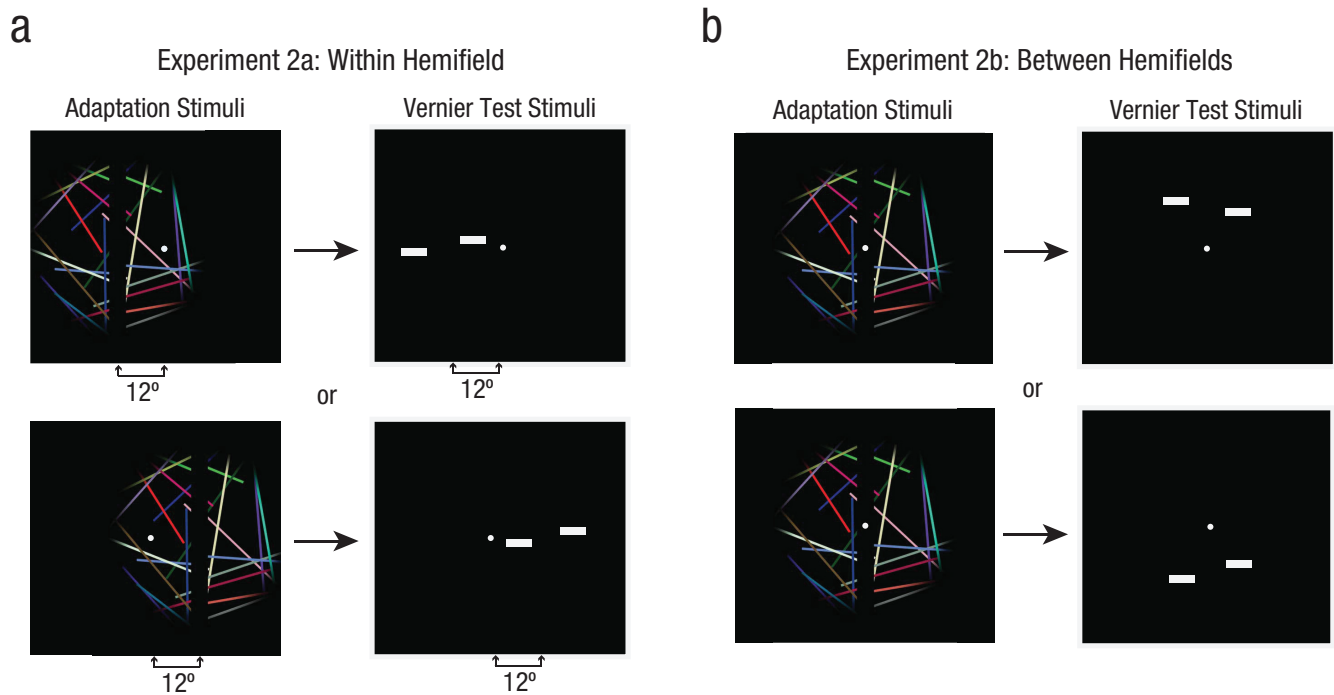 a
Experiment 2a: Within Hemifield
Adaptation Stimuli
Vernier Test Stimuli
12º
12º
or
12º
12º
b
Experiment 2b: Between Hemifields
Adaptation Stimuli
Vernier Test Stimuli
or